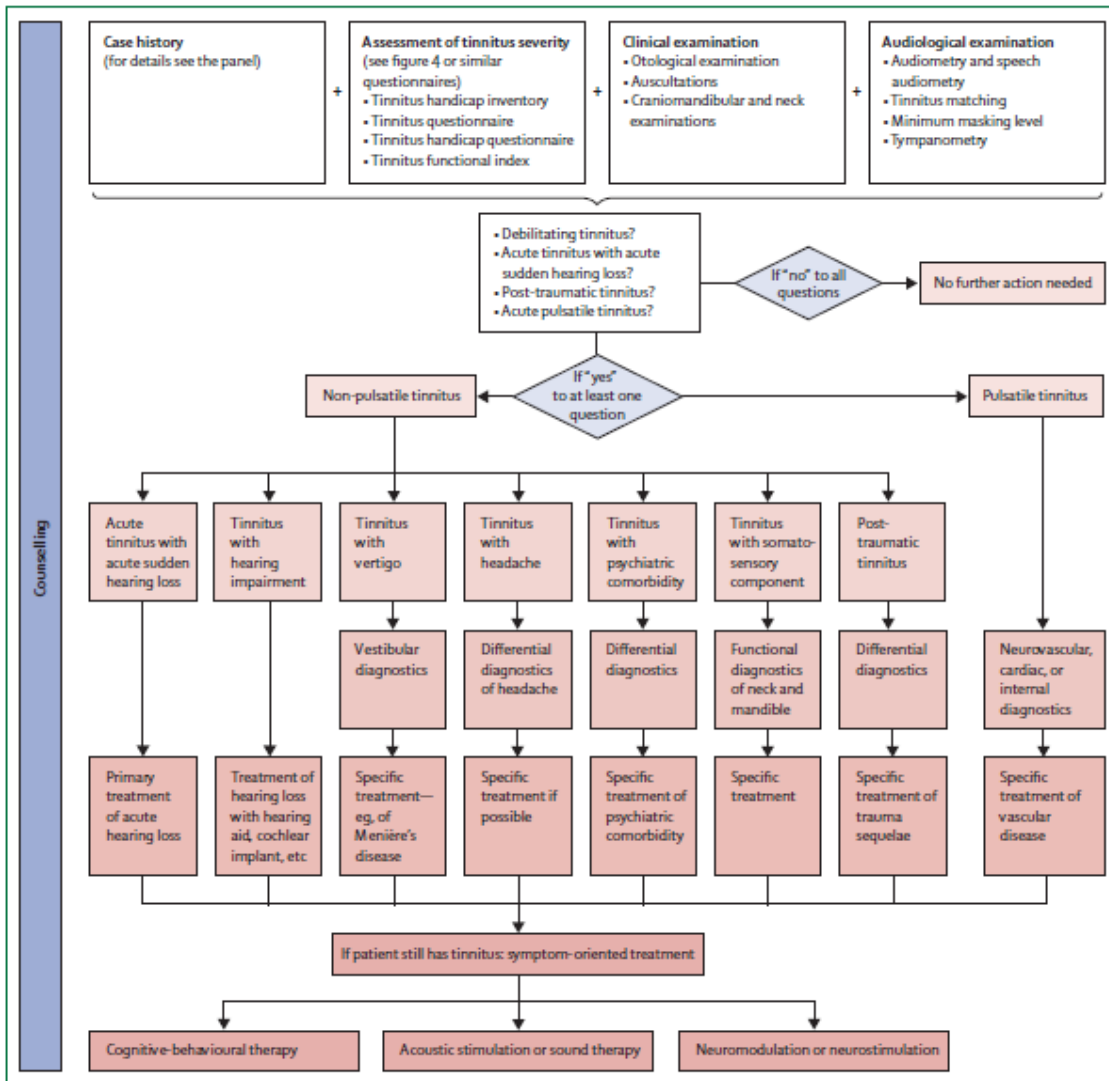 Counselling
Case history
(for details see the panel)
+
Assessment of tinnitus severity
(see figure 4 or similar
questionnaires)
▪ Tinnitus handicap inventory
▪ Tinnitus questionnaire
▪ Tinnitus handicap questionnaire
▪ Tinnitus functional index
+
Clinical examination
▪ Otological examination
▪ Auscultations
▪ Craniomandibular and neck
examinations
+
Audiological examination
▪ Audiometry and speech
audiometry
▪ Tinnitus matching
▪ Minimum masking level
▪ Tympanometry
▪ Debilitating tinnitus?
▪ Acute tinnitus with acute
sudden hearing loss?
▪ Post-traumatic tinnitus?
▪ Acute pulsatile tinnitus?
If “no” to all
questions
No further action needed
Non-pulsatile tinnitus
If “yes”
to at least one
question
Pulsatile tinnitus
Acute
tinnitus with
acute sudden
hearing loss
Tinnitus
with
hearing
impairment
Tinnitus
with
vertigo
Tinnitus
with
headache
Tinnitus
with
psychiatric
comorbidity
Tinnitus
with somato-
sensory
component
Post-
traumatic
tinnitus
Vestibular
diagnostics
Differential
diagnostics
of headache
Differential
diagnostics
Functional
diagnostics
of neck and
mandible
Differential
diagnostics
Neurovascular,
cardiac, or
internal
diagnostics
Primary
treatment
of acute
hearing loss
Treatment of
hearing loss
with hearing
aid, cochlear
implant, etc
Specific
treatment—
eg, of
Menière’s
disease
Specific
treatment if
possible
Specific
treatment of
psychiatric
comorbidity
Specific
treatment
Specific
treatment of
trauma
sequelae
Specific
treatment of
vascular
disease
If patient still has tinnitus: symptom-oriented treatment
Cognitive-behavioural therapy
Acoustic stimulation or sound therapy
Neuromodulation or neurostimulation